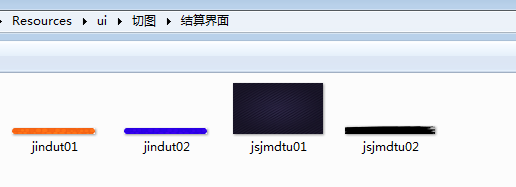 Resources ▸ ui ▸ 切图 ▸ 结算界面
jindut01 jindut02 jsjmdtu01 jsjmdtu02